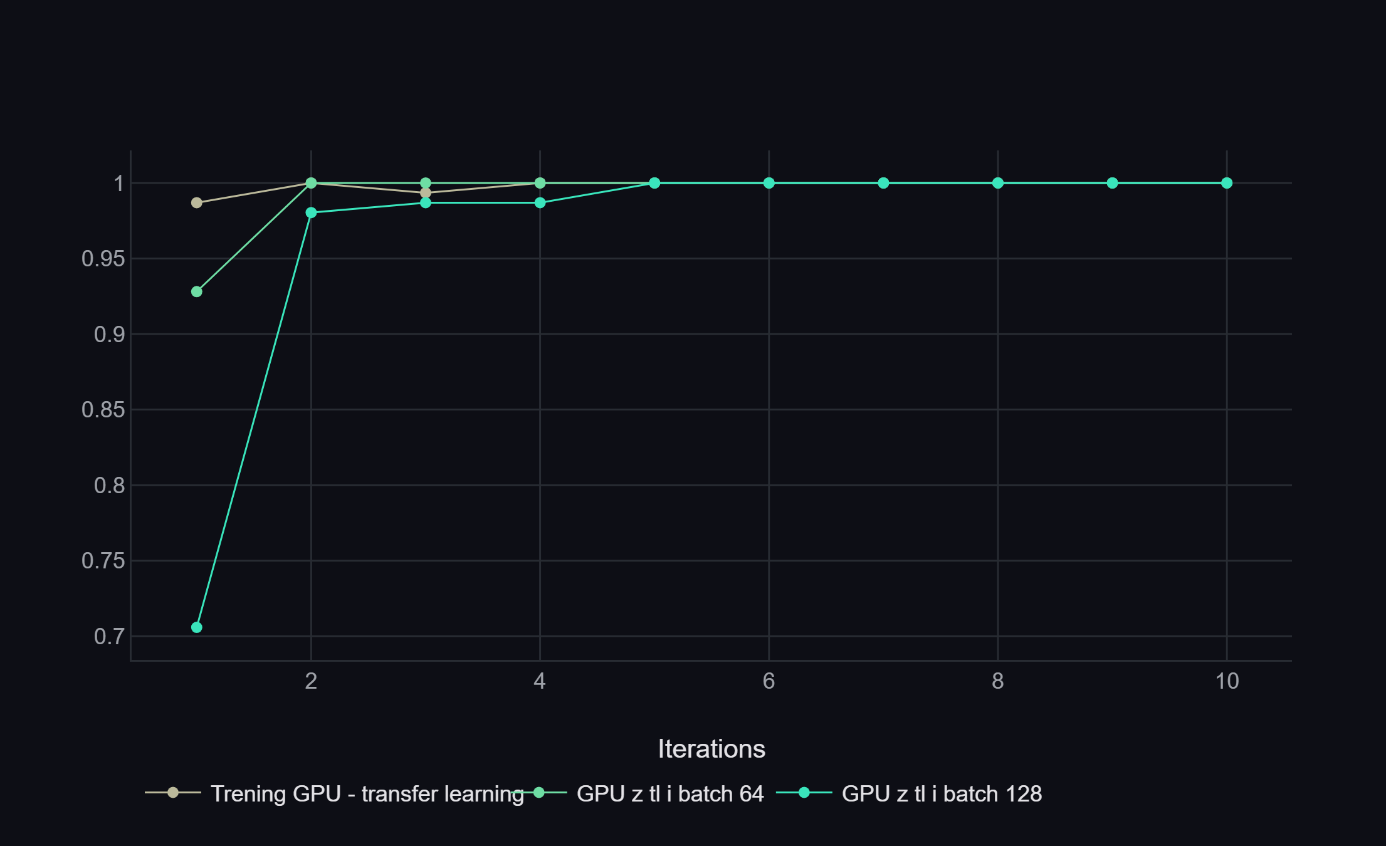 1
0.95
0.9
0.85
0.8
0.75
0.7
2 4 6 8 10
Iterations
Trening GPU - transfer learning GPU z tl i batch 64 GPU z tl i batch 128